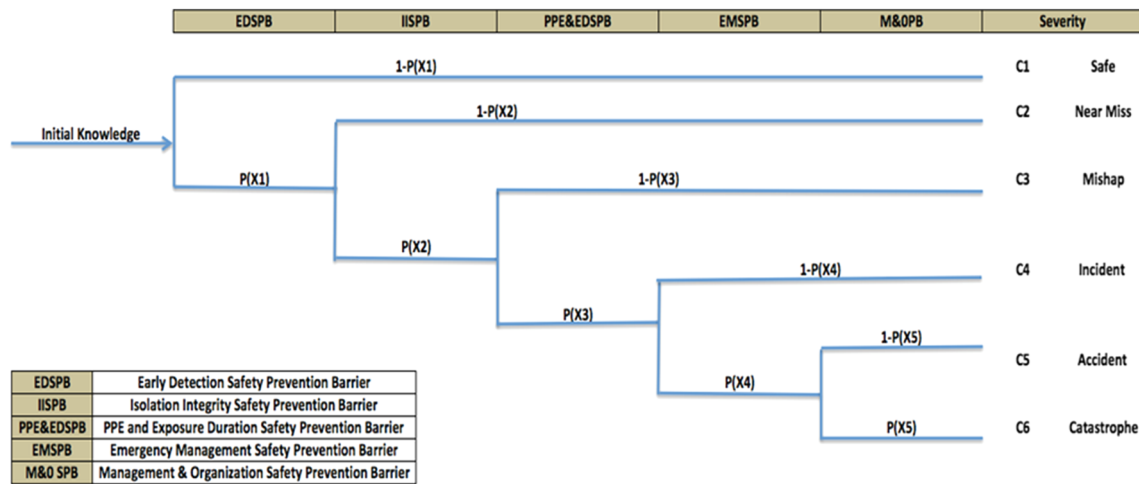 EDSPB IISPB PPE&EDSPB EMSPB M&0PB Severity
1-P(X1) C1 Safe
1-P(X2) C2 Near Miss
Initial Knowledge
P(X1) 1-P(X3) C3 Mishap
P(X2) 1-P(X4) C4 Incident
P(X3)
1-P(X5) C5 Accident
P(X4)
P(X5) C6 Catastrophe
EDSPB Early Detection Safety Prevention Barrier
IISPB Isolation Integrity Safety Prevention Barrier
PPE&EDSPB PPE and Exposure Duration Safety Prevention Barrier
EMSPB Emergency Management Safety Prevention Barrier
M&0 SPB Management & Organization Safety Prevention Barrier